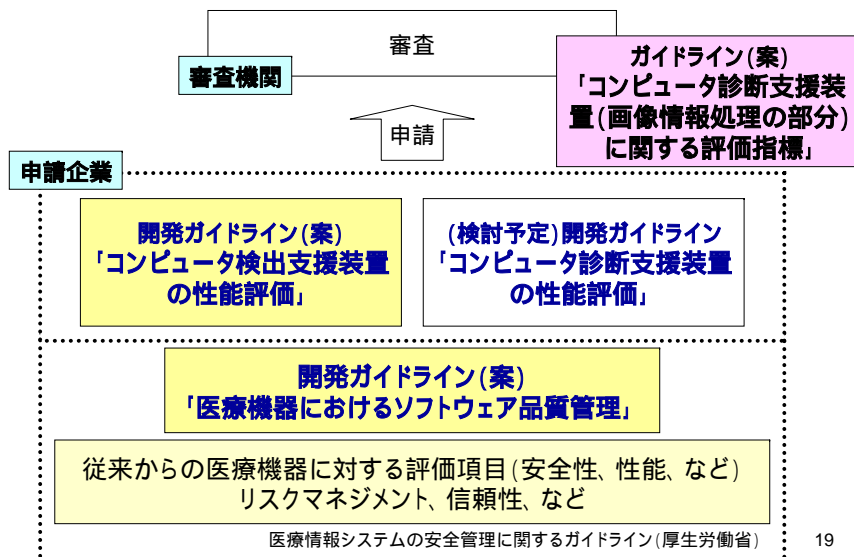 審査
審査機関
ガイドライン(案)
「コンピュータ診断支援装
置(画像情報処理の部分)
に関する評価指標」
申請
申請企業
開発ガイドライン(案)
「コンピュータ検出支援装置
の性能評価」
(検討予定)開発ガイドライン
「コンピュータ診断支援装置
の性能評価」
開発ガイドライン(案)
「医療機器におけるソフトウェア品質管理」
従来からの医療機器に対する評価項目(安全性、性能、など)
リスクマネジメント、信頼性、など
医療情報システムの安全管理に関するガイドライン(厚生労働省)
19